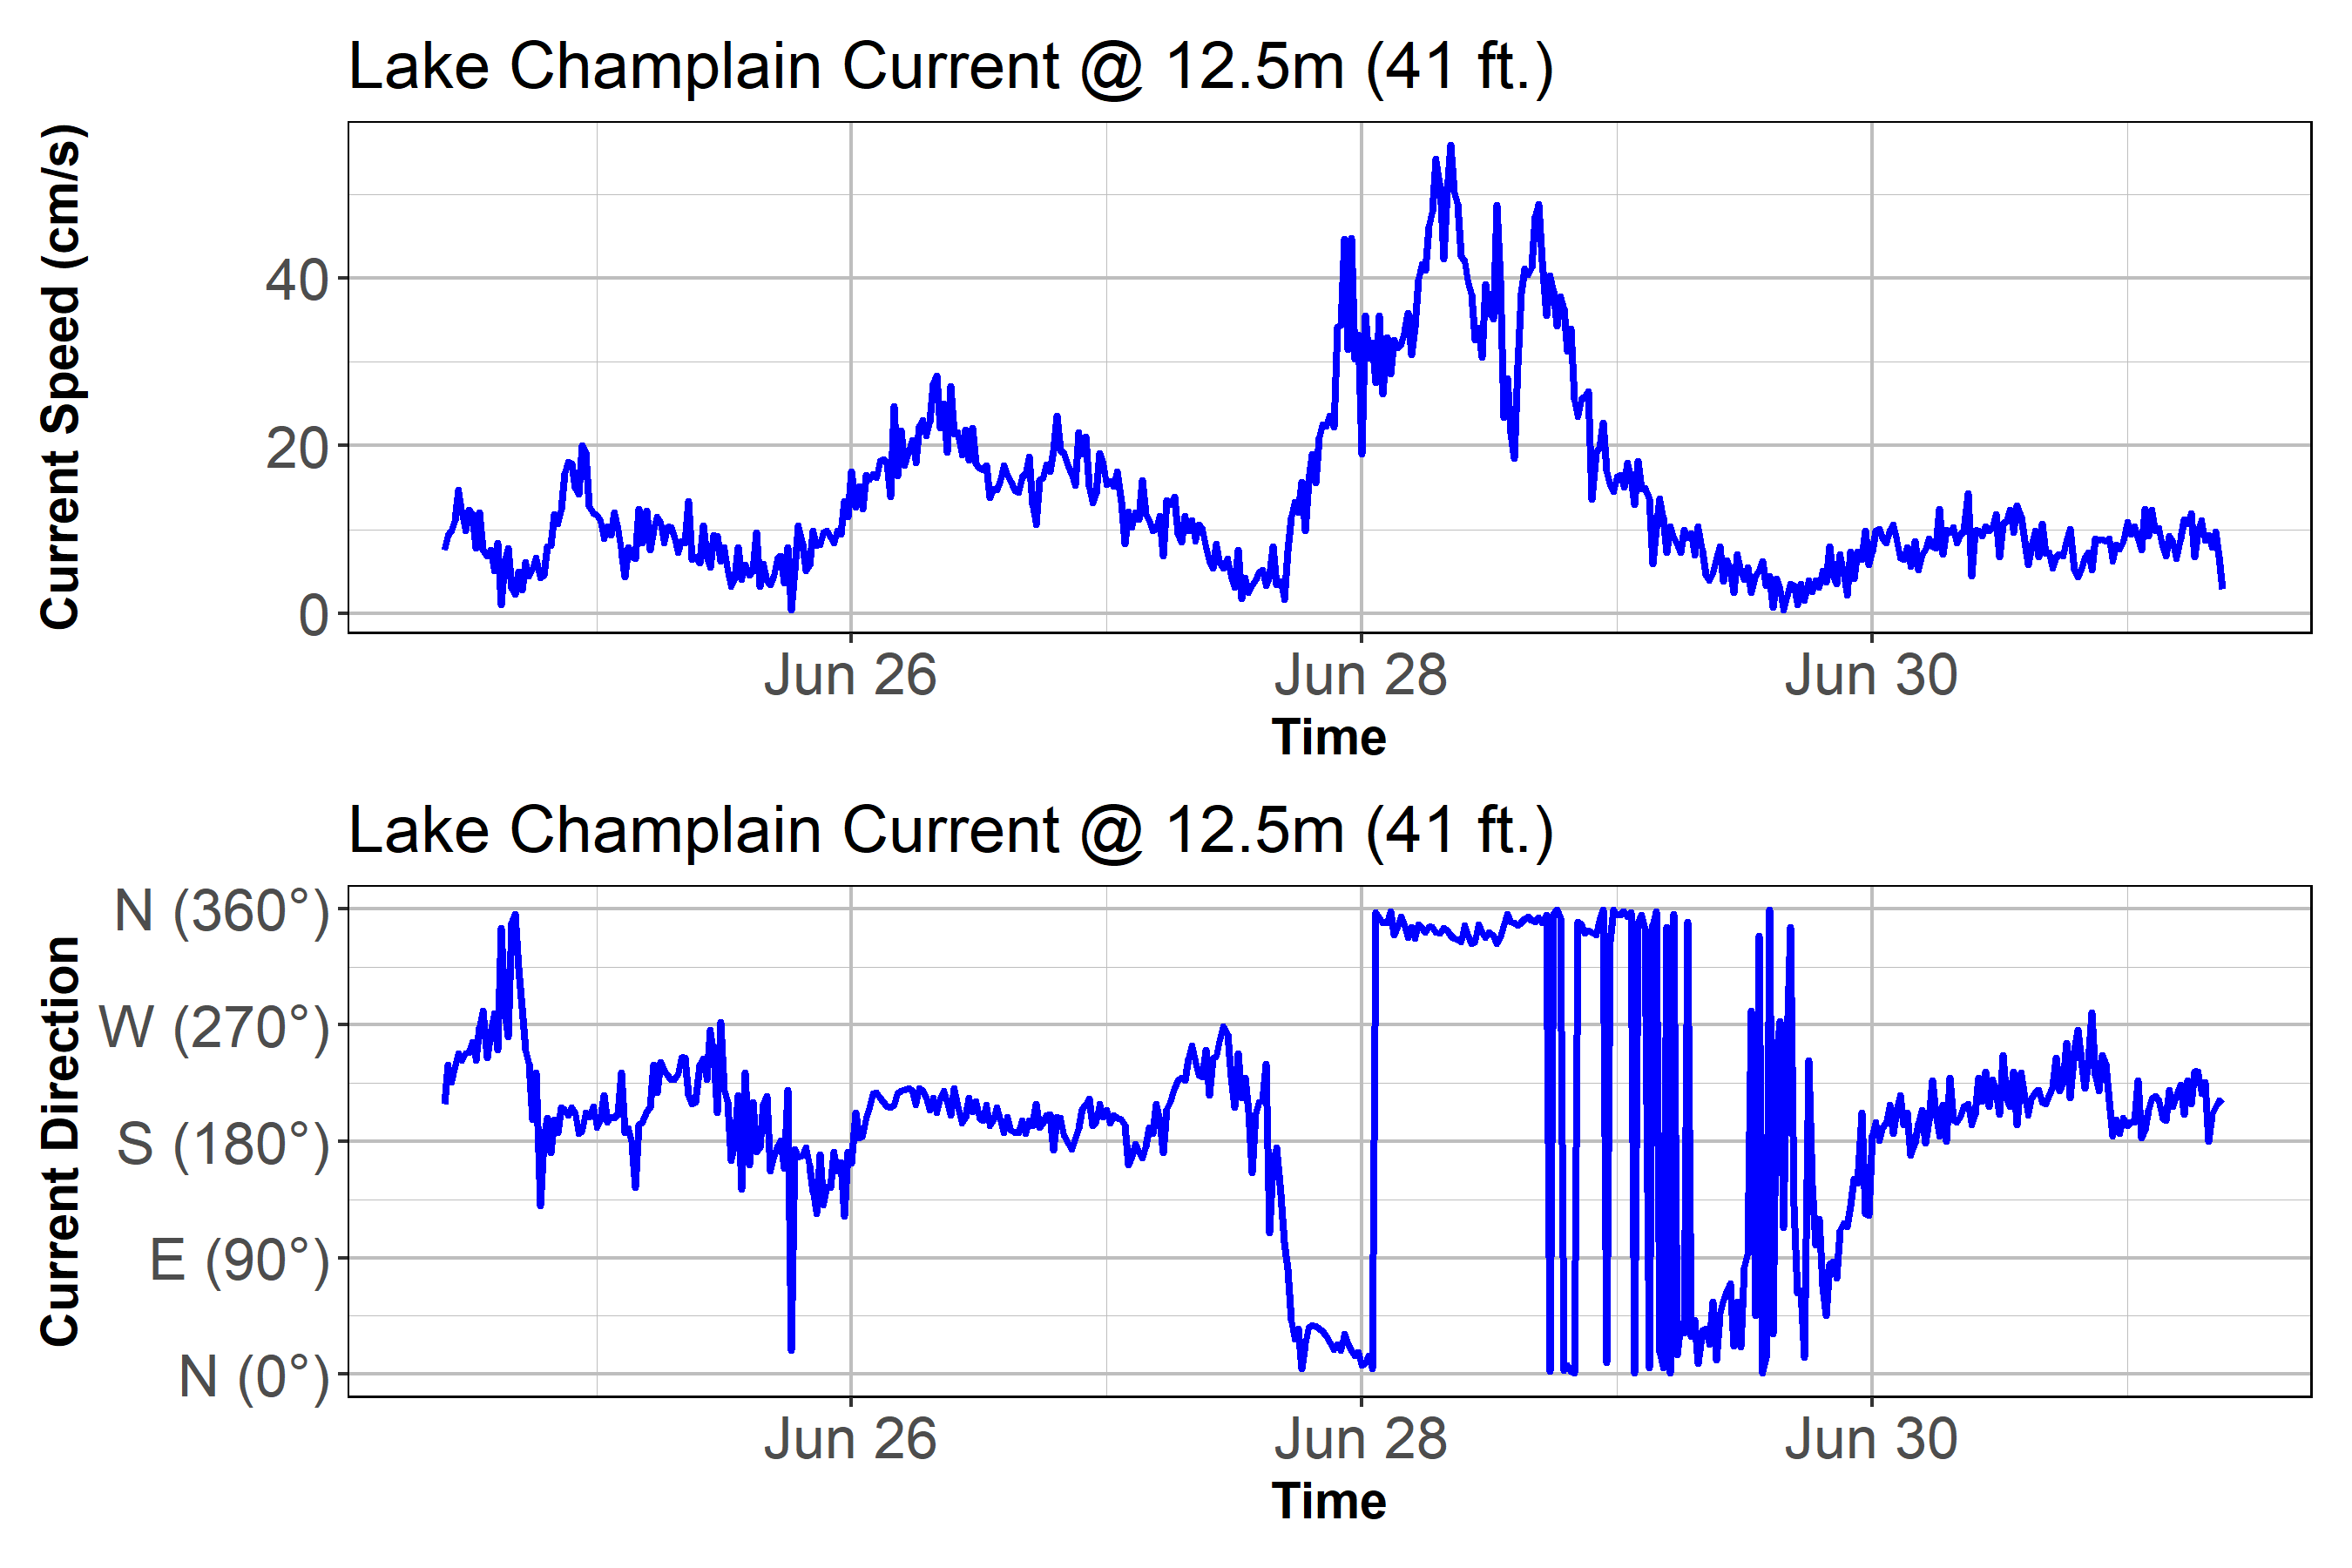 Lake Champlain Current @ 12.5m (41 ft.)
Current Speed (cm/s)
40
20
0
Jun 26 Jun 28 Jun 30
Time
Lake Champlain Current @ 12.5m (41 ft.)
Current Direction
N (360°)
W (270°)
S (180°)
E (90°)
N (0°)
Jun 26 Jun 28 Jun 30
Time